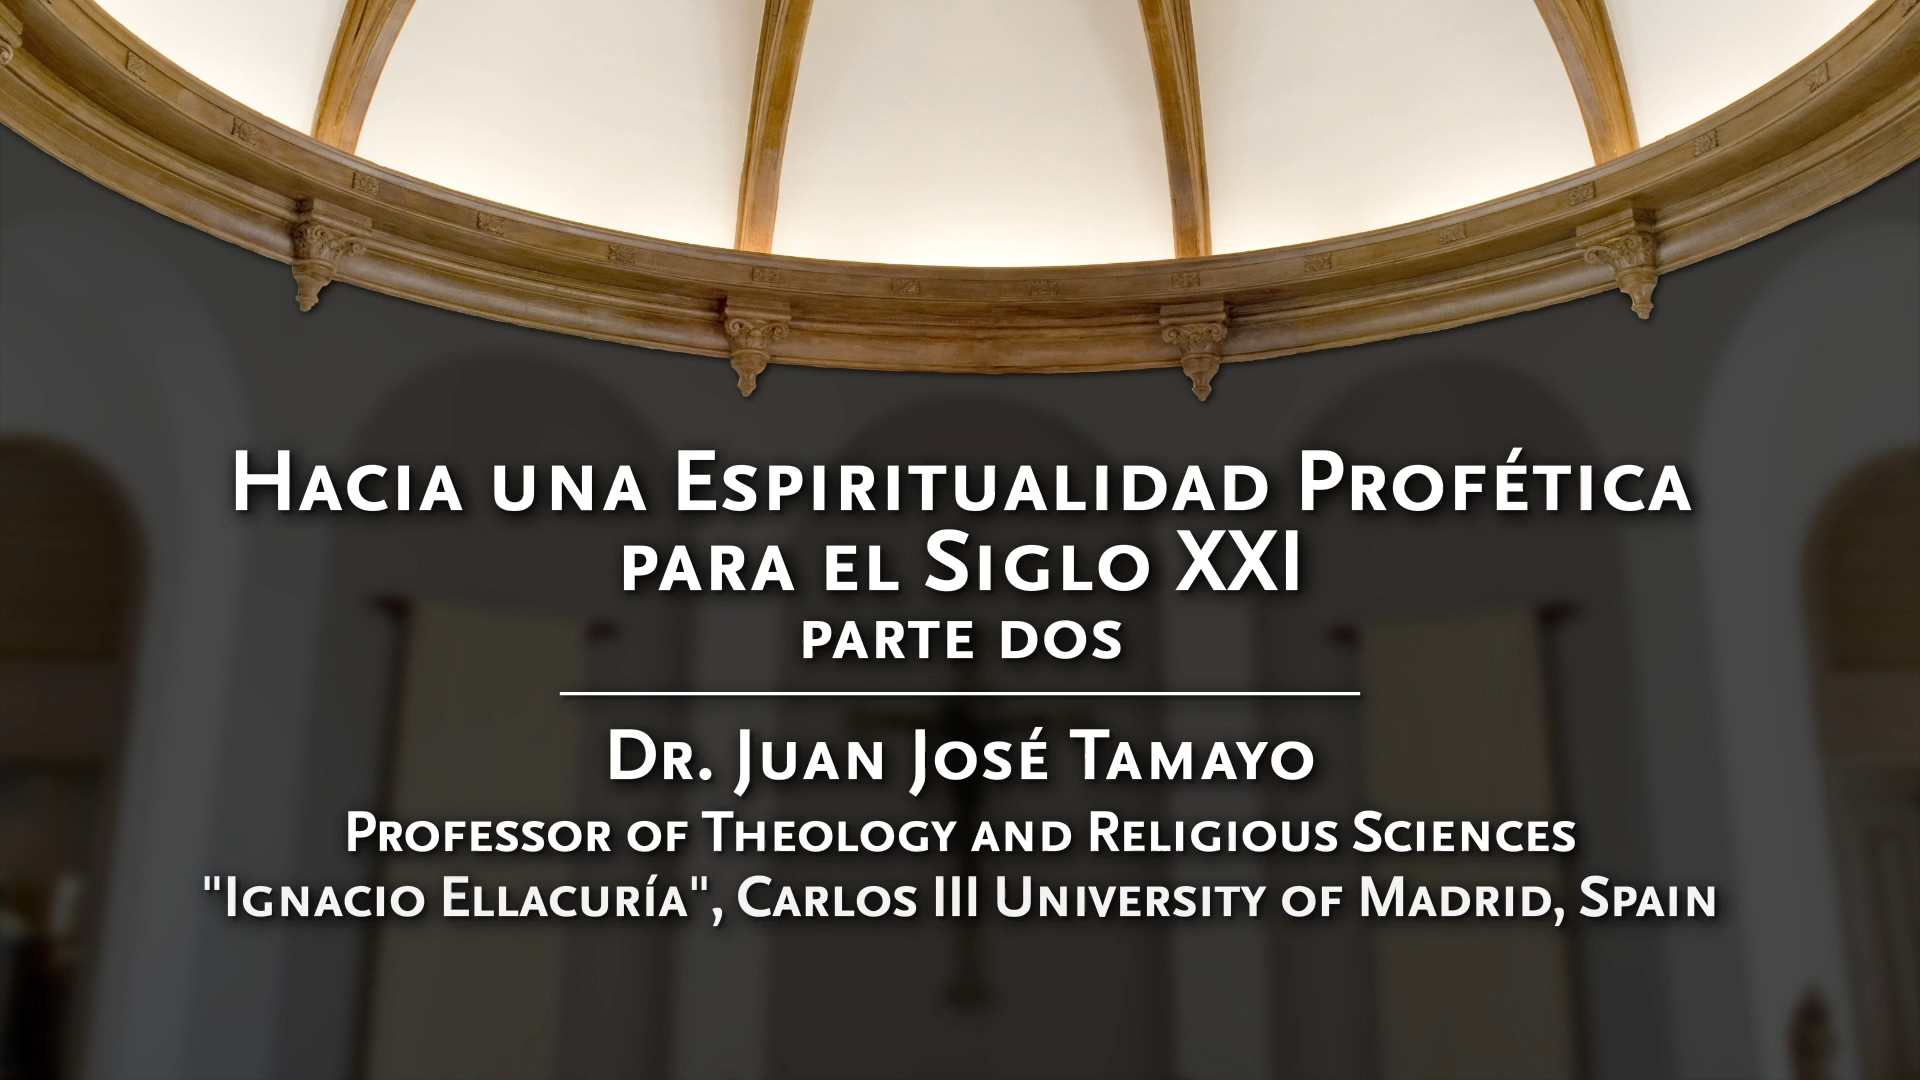 Hacia una Espiritualidad Profética
para el Siglo XXI
parte dos
Dr. Juan José Tamayo
Professor of Theology and Religious Sciences
"Ignacio Ellacuría", Carlos III University of Madrid, Spain